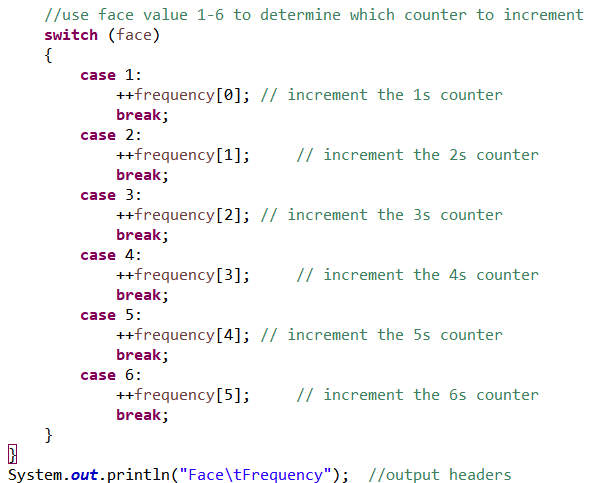 //use face value 1-6 to determine which counter to increment
switch (face)
{
case 1:
++frequency[0]; // increment the 1s counter
break;
case 2:
++frequency[1]; // increment the 2s counter
break;
case 3:
++frequency[2]; // increment the 3s counter
break;
case 4:
++frequency[3]; // increment the 4s counter
break;
case 5:
++frequency[4]; // increment the 5s counter
break;
case 6:
++frequency[5]; // increment the 6s counter
break;
}
}
System.out.println("Face\tFrequency"); //output headers